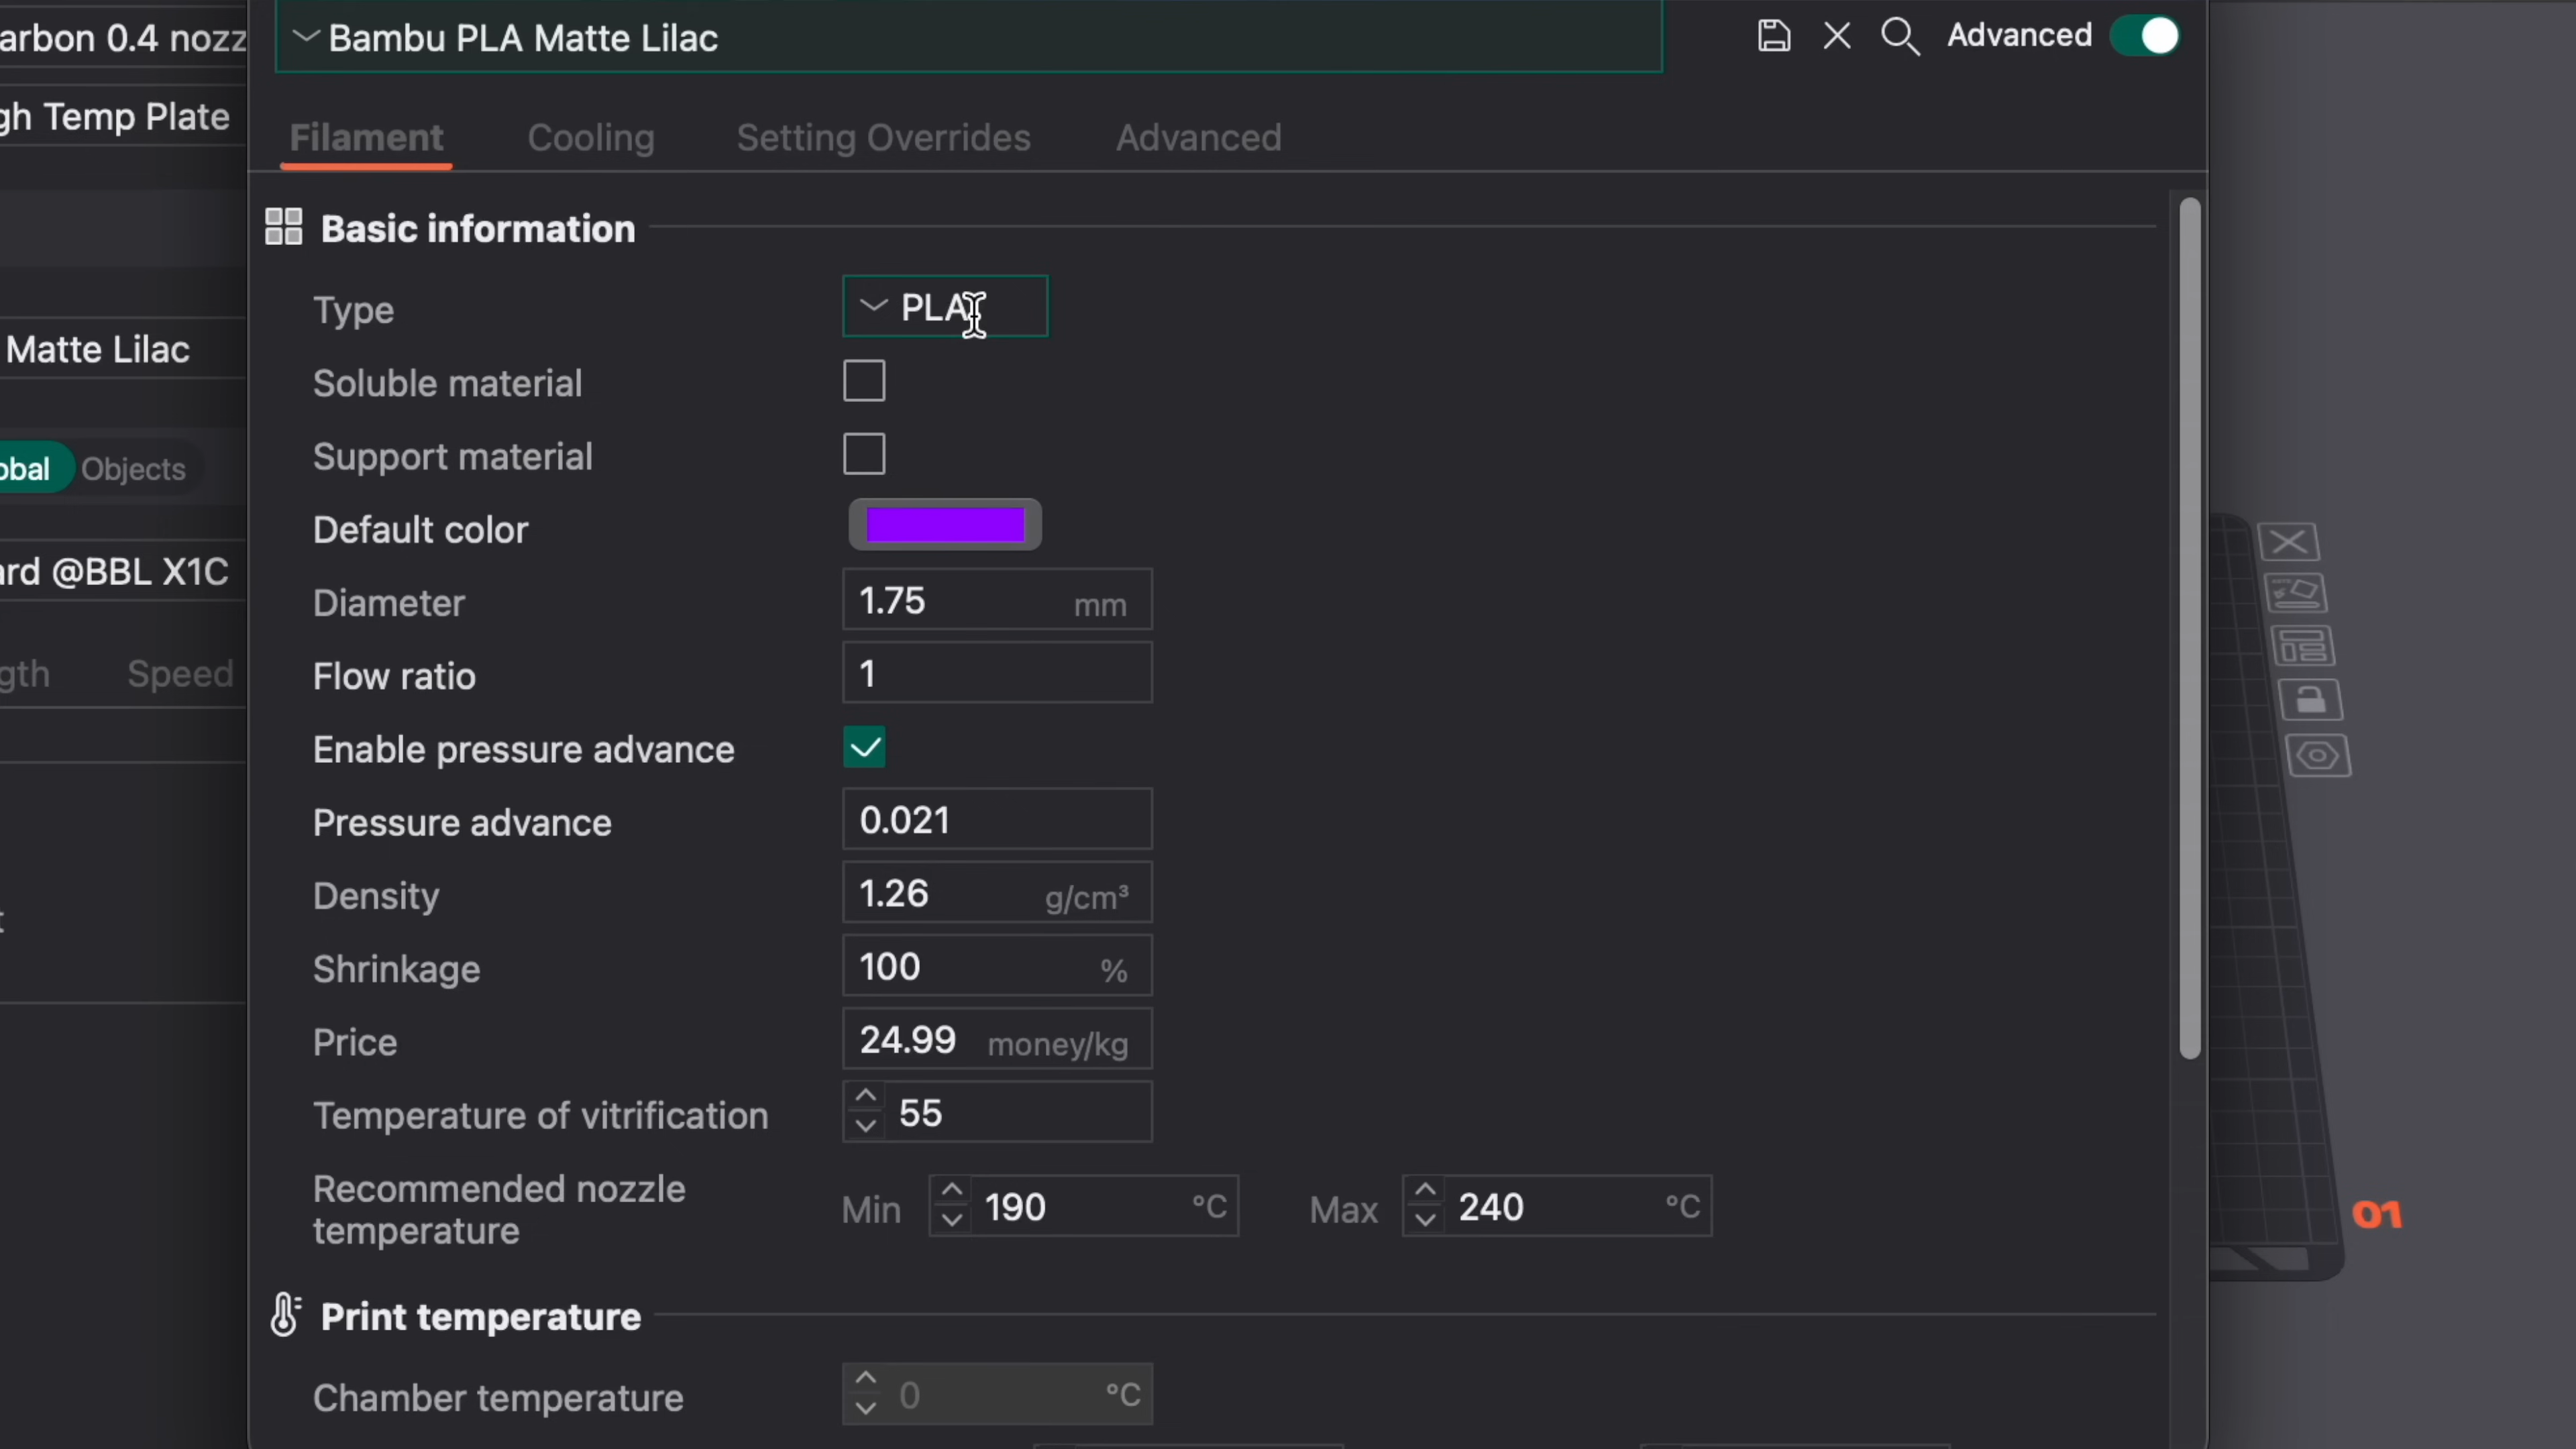 arbon 0.4 nozz
Bambu PLA Matte Lilac
Advanced
gh Temp Plate
Filament Cooling Setting Overrides Advanced
Basic information
Type PLA
Matte Lilac
Soluble material
Support material
obal Objects
Default color
ard @BBL X1C
Diameter 1.75 mm
gth Speed
Flow ratio 1
Enable pressure advance
Pressure advance 0.021
Density 1.26 g/cm³
t
Shrinkage 100 %
Price 24.99 money/kg
Temperature of vitrification 55
Recommended nozzle
temperature
Min 190 °C Max 240 °C
01
Print temperature
Chamber temperature 0 °C